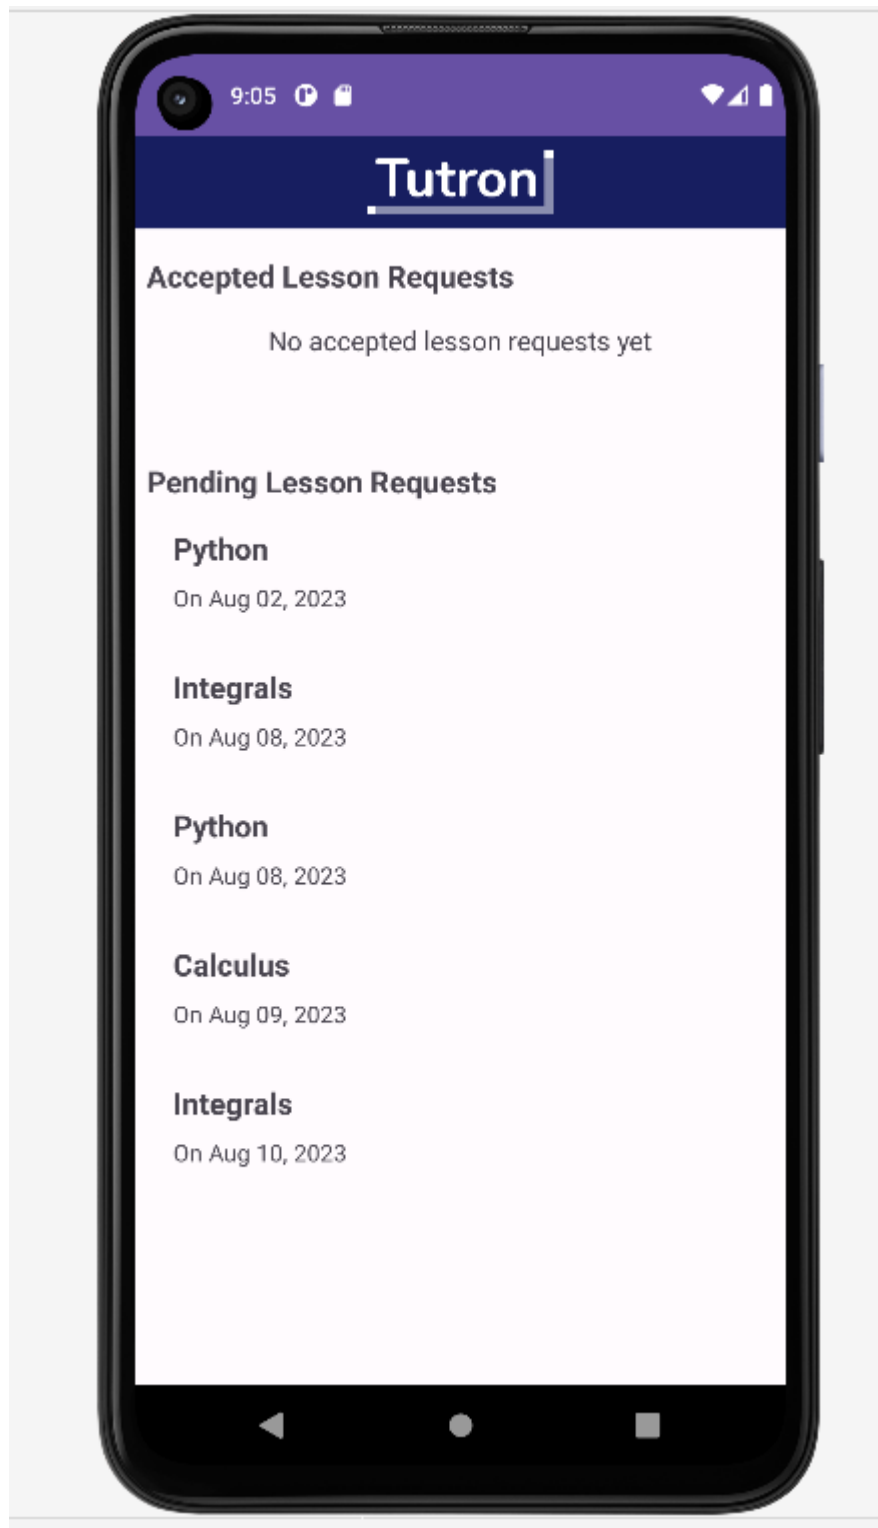 9:05
Tutron
Accepted Lesson Requests
No accepted lesson requests yet
Pending Lesson Requests
Python
On Aug 02, 2023
Integrals
On Aug 08, 2023
Python
On Aug 08, 2023
Calculus
On Aug 09, 2023
Integrals
On Aug 10, 2023